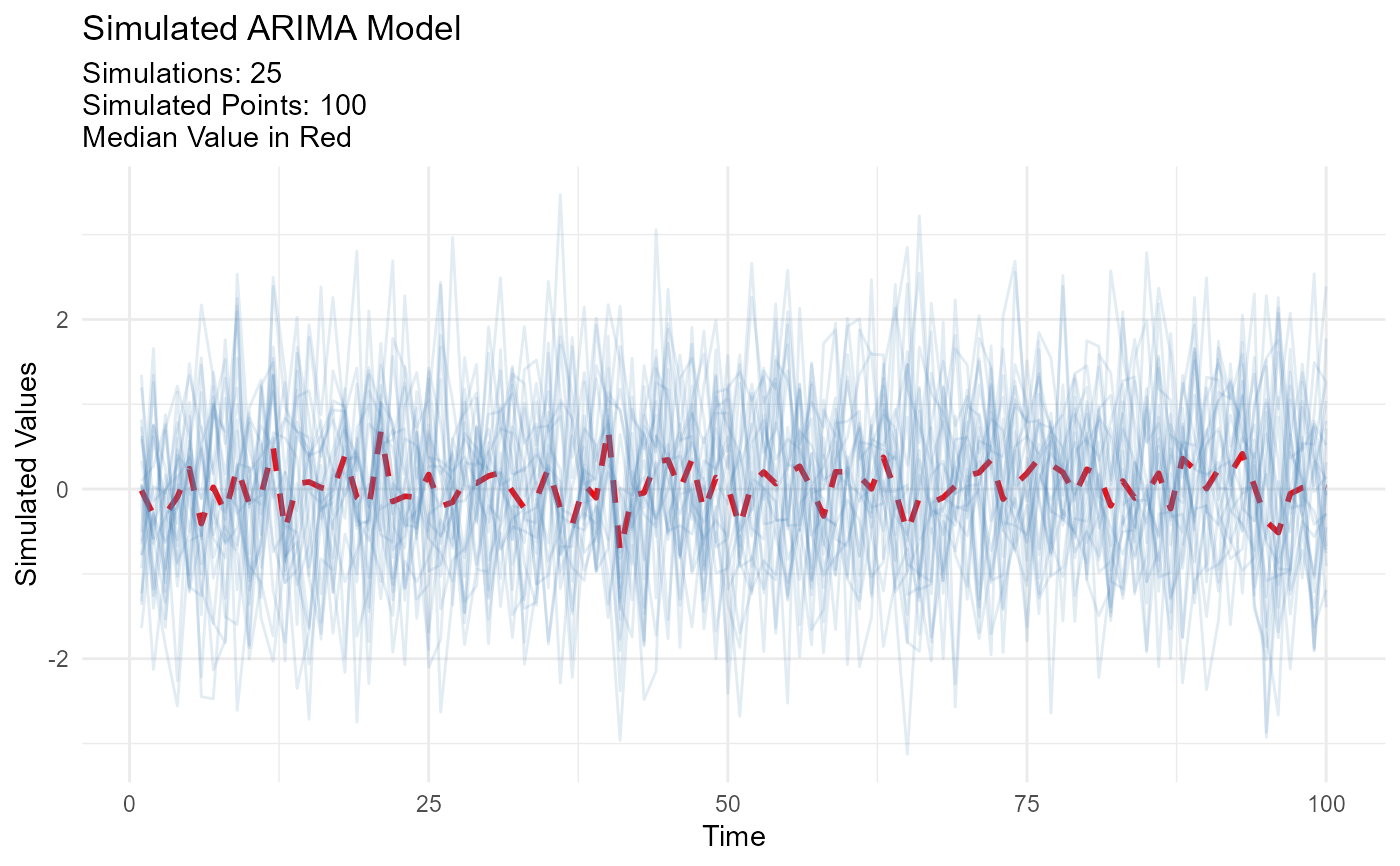 Simulated ARIMA Model
Simulations: 25
Simulated Points: 100
Median Value in Red
Simulated Values
2
0
-2
0
25
50
75
100
Time